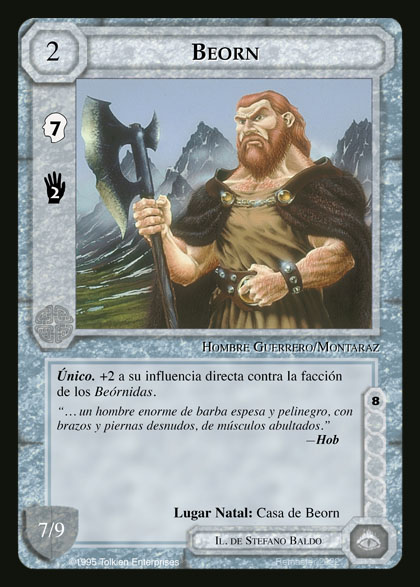 2
BEORN
7
2
HOMBRE GUERRERO/MONTARAZ
Único. +2 a su influencia directa contra la facción
de los Beórnidas.
8
“… un hombre enorme de barba espesa y pelinegro, con
brazos y piernas desnudos, de músculos abultados.”
—Hob
Lugar Natal: Casa de Beorn
7/9
IL. DE STEFANO BALDO
©1995 Tolkien Enterprises